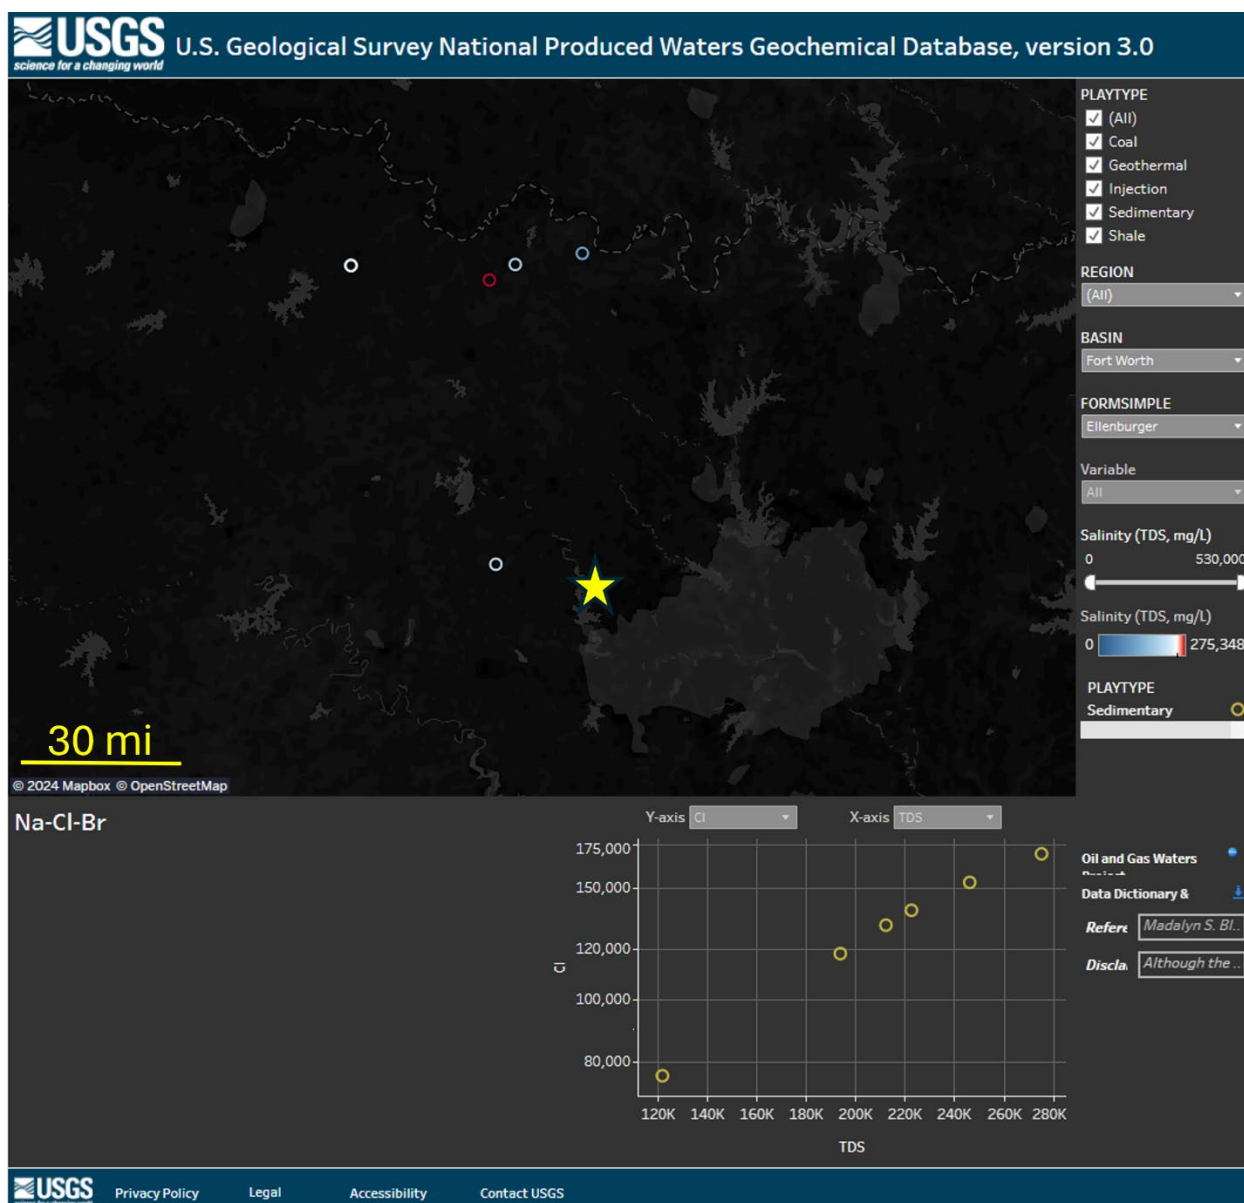 USGS
science for a changing world
U.S. Geological Survey National Produced Waters Geochemical Database, version 3.0
PLAYTYPE
(All)
Coal
Geothermal
Injection
Sedimentary
Shale
REGION
(All)
BASIN
Fort Worth
FORMSIMPLE
Ellenburger
Variable
All
Salinity (TDS, mg/L)
0 530,000
Salinity (TDS, mg/L)
0 275,348
PLAYTYPE
Sedimentary
30 mi
© 2024 Mapbox © OpenStreetMap
Na-Cl-Br
Y-axis Cl X-axis TDS
175,000
150,000
120,000
100,000
80,000
Cl
120K 140K 160K 180K 200K 220K 240K 260K 280K
TDS
Oil and Gas Waters
Data Dictionary &
Refere Madalyn S. Bl..
Discla Although the ..
USGS Privacy Policy Legal Accessibility Contact USGS